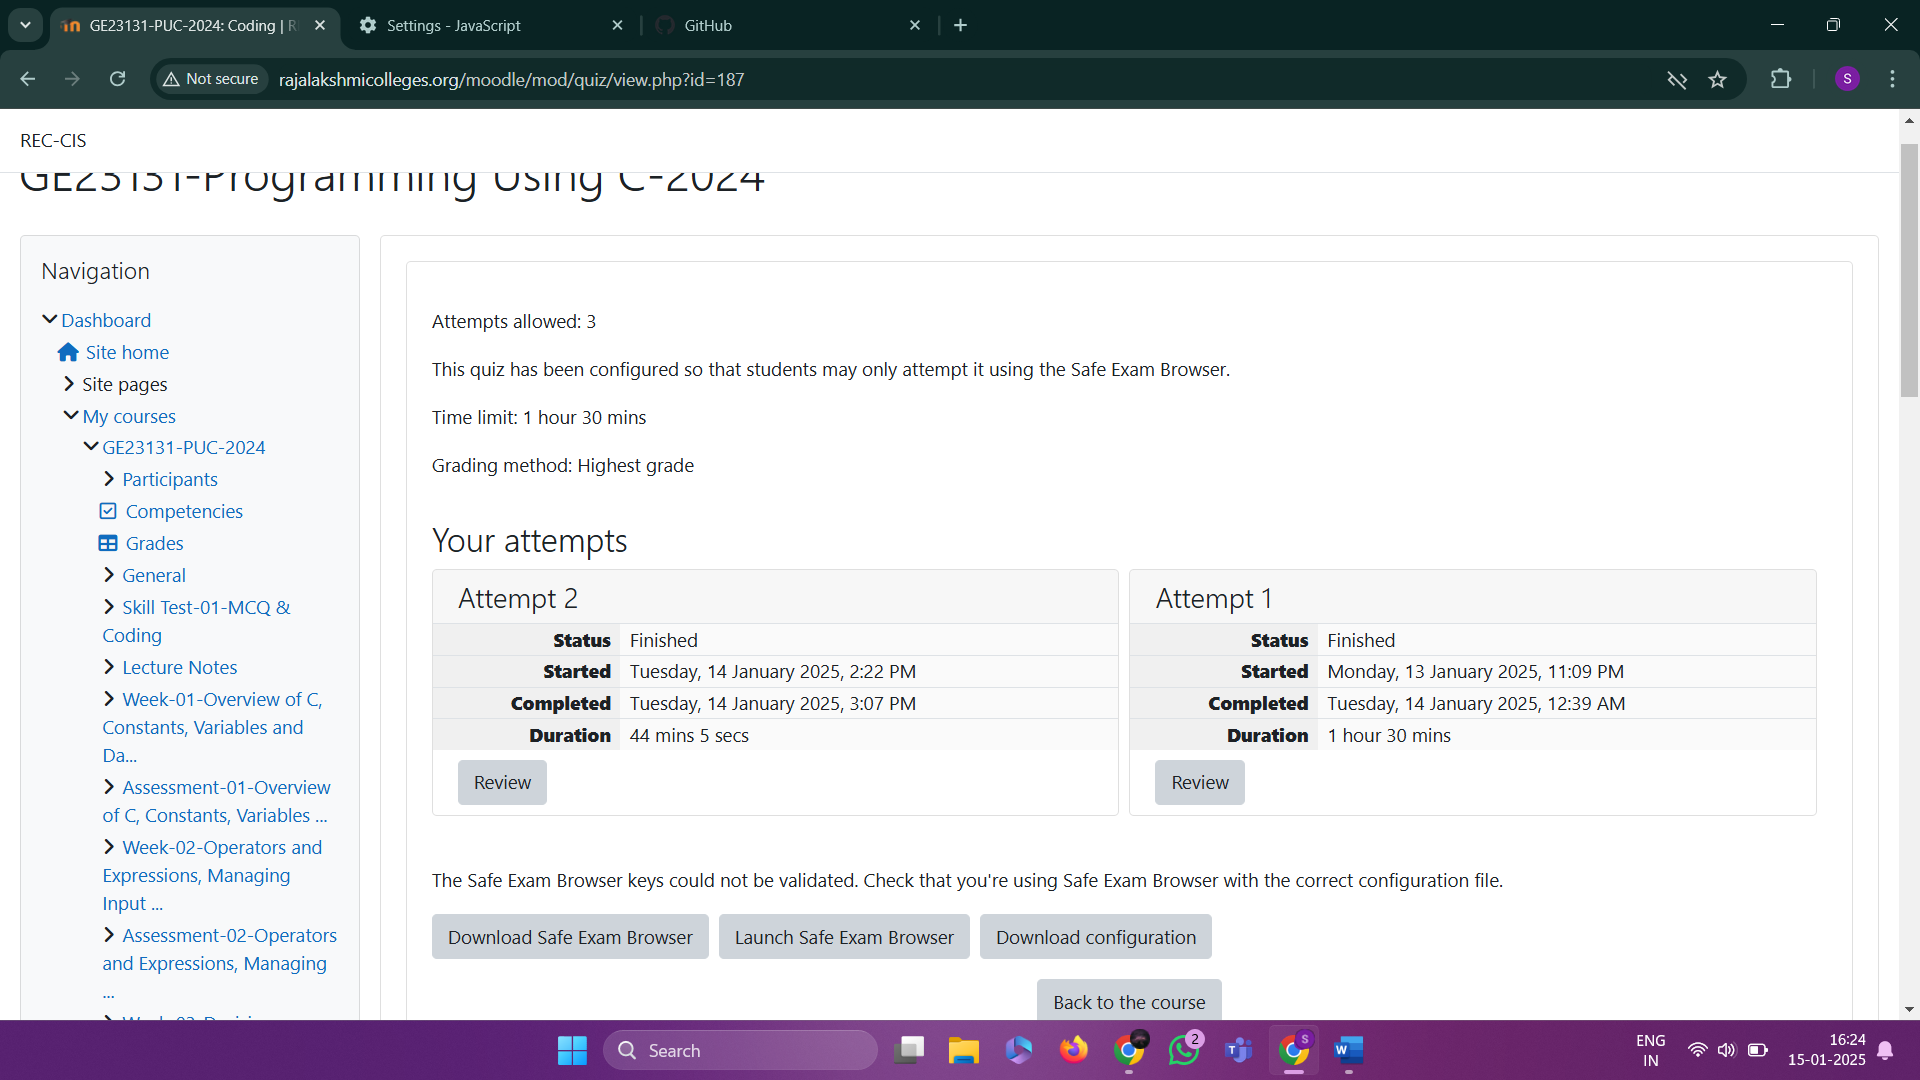 GE23131-PUC-2024: Coding | R
Settings - JavaScript
GitHub
Not secure
rajalakshmicolleges.org/moodle/mod/quiz/view.php?id=187
S
REC-CIS
GE23131-Programming Using C-2024
Navigation
Dashboard
Site home
Site pages
My courses
GE23131-PUC-2024
Participants
Competencies
Grades
General
Skill Test-01-MCQ &
Coding
Lecture Notes
Week-01-Overview of C,
Constants, Variables and
Da...
Assessment-01-Overview
of C, Constants, Variables ...
Week-02-Operators and
Expressions, Managing
Input ...
Assessment-02-Operators
and Expressions, Managing
...
Attempts allowed: 3
This quiz has been configured so that students may only attempt it using the Safe Exam Browser.
Time limit: 1 hour 30 mins
Grading method: Highest grade
Your attempts
Attempt 2
Status Finished
Started Tuesday, 14 January 2025, 2:22 PM
Completed Tuesday, 14 January 2025, 3:07 PM
Duration 44 mins 5 secs
Review
Attempt 1
Status Finished
Started Monday, 13 January 2025, 11:09 PM
Completed Tuesday, 14 January 2025, 12:39 AM
Duration 1 hour 30 mins
Review
The Safe Exam Browser keys could not be validated. Check that you're using Safe Exam Browser with the correct configuration file.
Download Safe Exam Browser
Launch Safe Exam Browser
Download configuration
Back to the course
Search
2
S
ENG
IN
16:24
15-01-2025